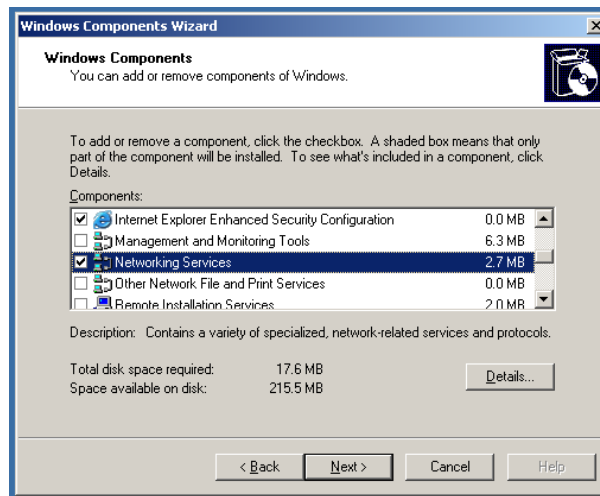 Windows Components Wizard
Windows Components
You can add or remove components of Windows.
To add or remove a component, click the checkbox. A shaded box means that only
part of the component will be installed. To see what's included in a component, click
Details.
Components:
Internet Explorer Enhanced Security Configuration 0.0 MB
Management and Monitoring Tools 6.3 MB
Networking Services 2.7 MB
Other Network File and Print Services 0.0 MB
Remote Installation Services 2.0 MB
Description: Contains a variety of specialized, network-related services and protocols.
Total disk space required: 17.6 MB
Space available on disk: 215.5 MB
Details...
< Back Next > Cancel Help